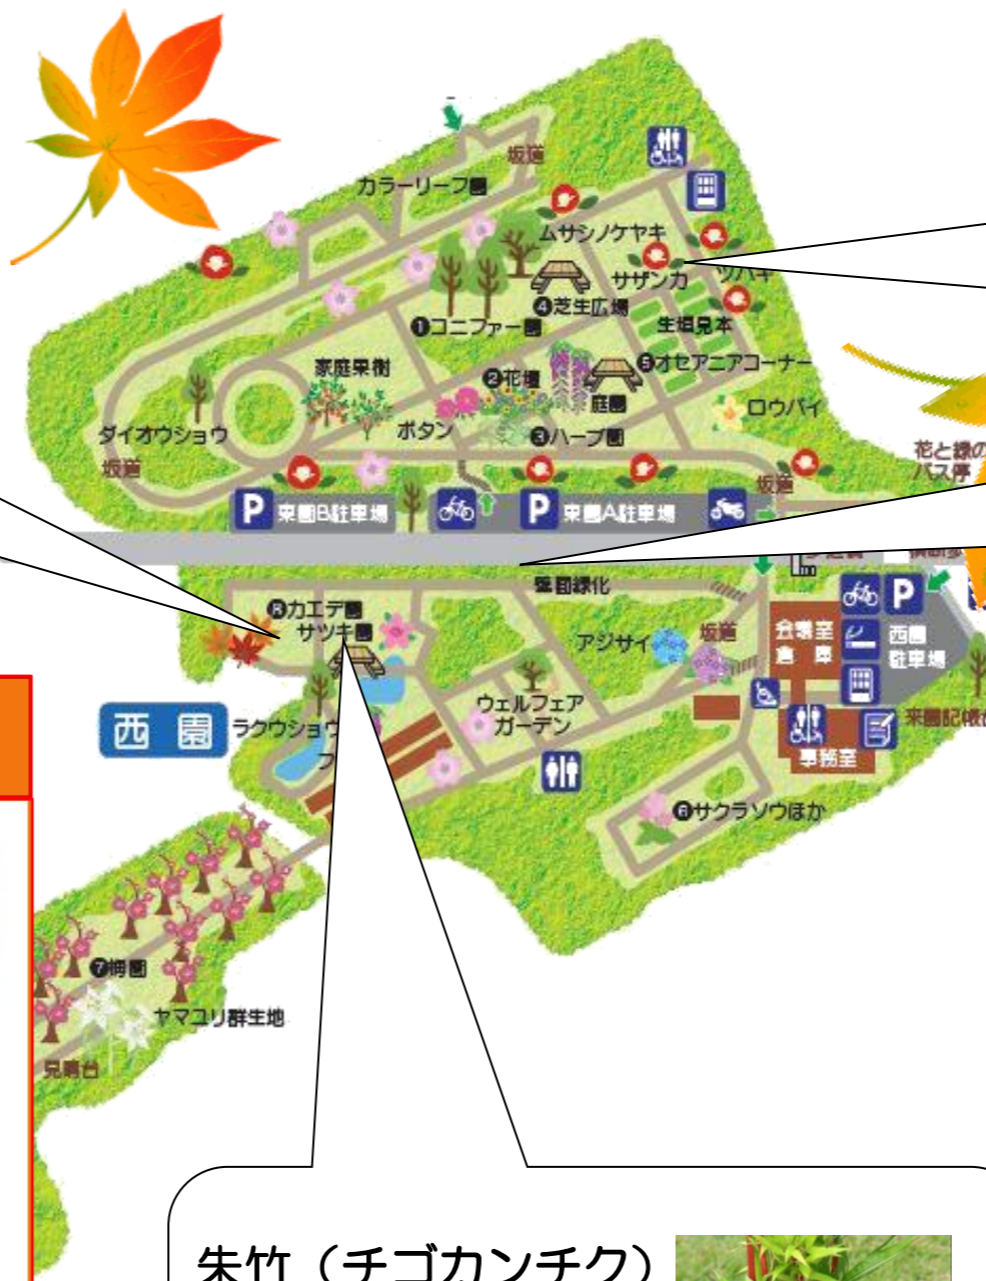 坂道
カラーリーフ園
ムサシノケヤキ
サザンカ
ツバキ
❹芝生広場
❶コニファー園
生垣見本
❺オセアニアコーナー
家庭果樹
❷花壇
庭園
ロウバイ
ダイオウショウ
ボタン
❸ハーブ園
坂道
坂道
花と緑の
バス停
P 東園B駐車場
P 東園A駐車場
壁面緑化
❽カエデ園
サツキ園
アジサイ
坂道
会議室
倉庫
P
西園
駐車場
西園
ラクウショウ
フ
ウェルフェア
ガーデン
来園記帳台
事務室
❻サクラソウほか
❼梅園
ヤマユリ群生地
見晴台
朱竹（チゴカンチク）